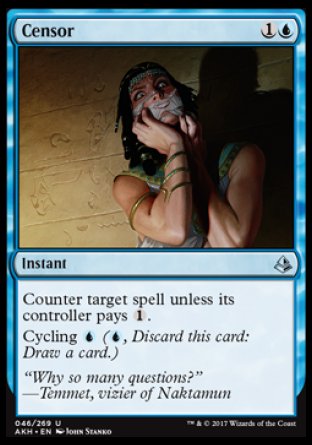 Censor 1
Instant
Counter target spell unless its
controller pays 1.
Cycling (, Discard this card:
Draw a card.)
"Why so many questions?"
—Temmet, vizier of Naktamun
046/269 U
AKH • EN JOHN STANKO
™ & © 2017 Wizards of the Coast